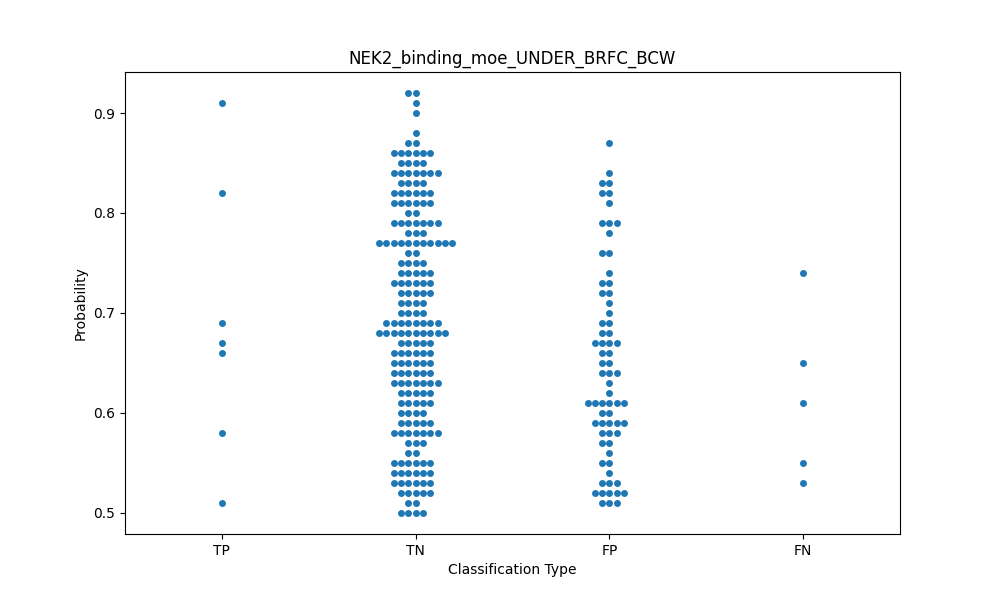 NEK2_binding_moe_UNDER_BRFC_BCW
0.9
0.8
0.7
0.6
0.5
Probability
TP TN FP FN
Classification Type